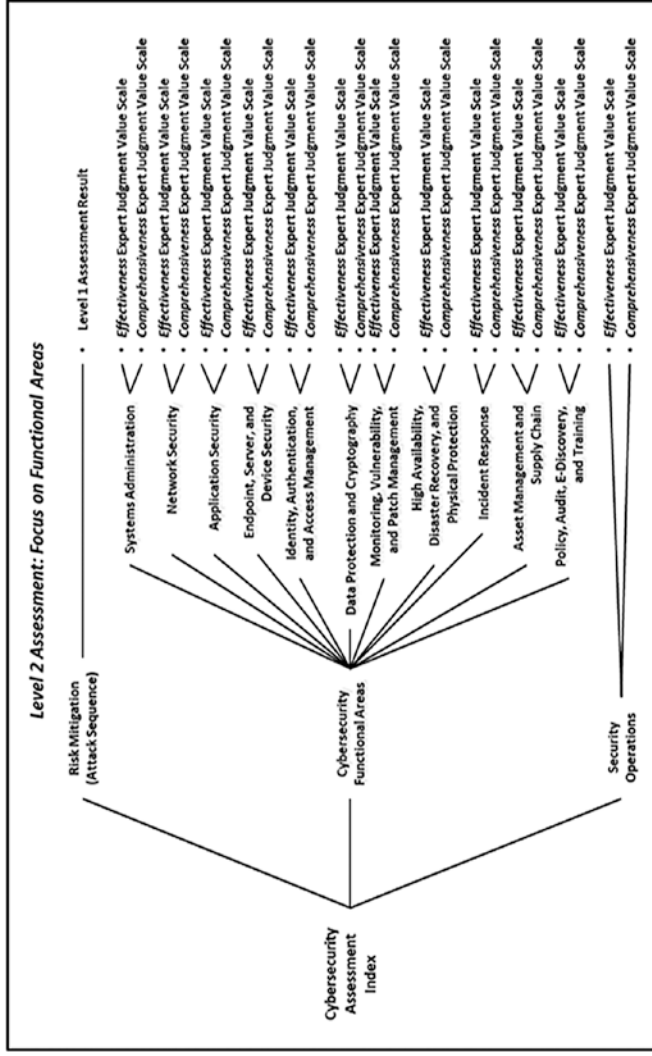 Level 2 Assessment: Focus on Functional Areas
Cybersecurity
Assessment
Index
Risk Mitigation
(Attack Sequence)
• Level 1 Assessment Result
Cybersecurity
Functional Areas
Systems Administration
• Effectiveness Expert Judgment Value Scale
• Comprehensiveness Expert Judgment Value Scale
Network Security
• Effectiveness Expert Judgment Value Scale
• Comprehensiveness Expert Judgment Value Scale
Application Security
• Effectiveness Expert Judgment Value Scale
• Comprehensiveness Expert Judgment Value Scale
Endpoint, Server, and
Device Security
• Effectiveness Expert Judgment Value Scale
• Comprehensiveness Expert Judgment Value Scale
Identity, Authentication,
and Access Management
• Effectiveness Expert Judgment Value Scale
• Comprehensiveness Expert Judgment Value Scale
Data Protection and Cryptography
• Effectiveness Expert Judgment Value Scale
• Comprehensiveness Expert Judgment Value Scale
Monitoring, Vulnerability,
and Patch Management
• Effectiveness Expert Judgment Value Scale
• Comprehensiveness Expert Judgment Value Scale
High Availability,
Disaster Recovery, and
Physical Protection
• Effectiveness Expert Judgment Value Scale
• Comprehensiveness Expert Judgment Value Scale
Incident Response
• Effectiveness Expert Judgment Value Scale
• Comprehensiveness Expert Judgment Value Scale
Asset Management and
Supply Chain
• Effectiveness Expert Judgment Value Scale
• Comprehensiveness Expert Judgment Value Scale
Policy, Audit, E-Discovery,
and Training
• Effectiveness Expert Judgment Value Scale
• Comprehensiveness Expert Judgment Value Scale
Security
Operations
• Effectiveness Expert Judgment Value Scale
• Comprehensiveness Expert Judgment Value Scale